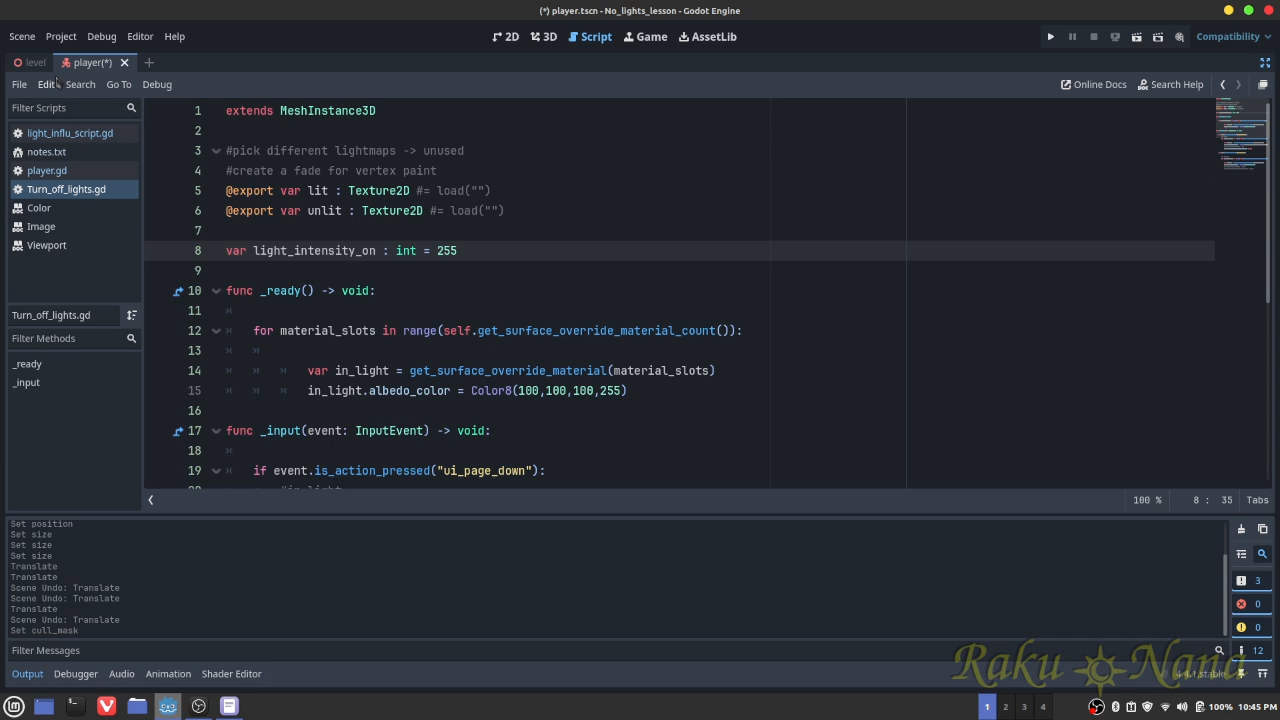 (*) player.tscn - No_lights_lesson - Godot Engine
Scene Project Debug Editor Help
2D 3D Script Game AssetLib
Compatibility
level player(*)
File Edit Search Go To Debug
Online Docs Search Help
Filter Scripts
light_influ_script.gd
notes.txt
player.gd
Turn_off_lights.gd
Color
Image
Viewport
Turn_off_lights.gd
Filter Methods
_ready
_input
1 extends MeshInstance3D
2
3 #pick different lightmaps -> unused
4 #create a fade for vertex paint
5 @export var lit : Texture2D #= load("")
6 @export var unlit : Texture2D #= load("")
7
8 var light_intensity_on : int = 255
9
10 func _ready() -> void:
11
12 for material_slots in range(self.get_surface_override_material_count()):
13
14 var in_light = get_surface_override_material(material_slots)
15 in_light.albedo_color = Color8(100,100,100,255)
16
17 func _input(event: InputEvent) -> void:
18
19 if event.is_action_pressed("ui_page_down"):
#in_light
100 % 8 : 35 Tabs
Set position
Set size
Set size
Set size
Translate
Translate
Scene Undo: Translate
Scene Undo: Translate
Translate
Scene Undo: Translate
Set cull_mask
3
0
0
12
Filter Messages
Raku Nana
Output Debugger Audio Animation Shader Editor
4.4.1.stable
1 2 3 4
100% 10:45 PM